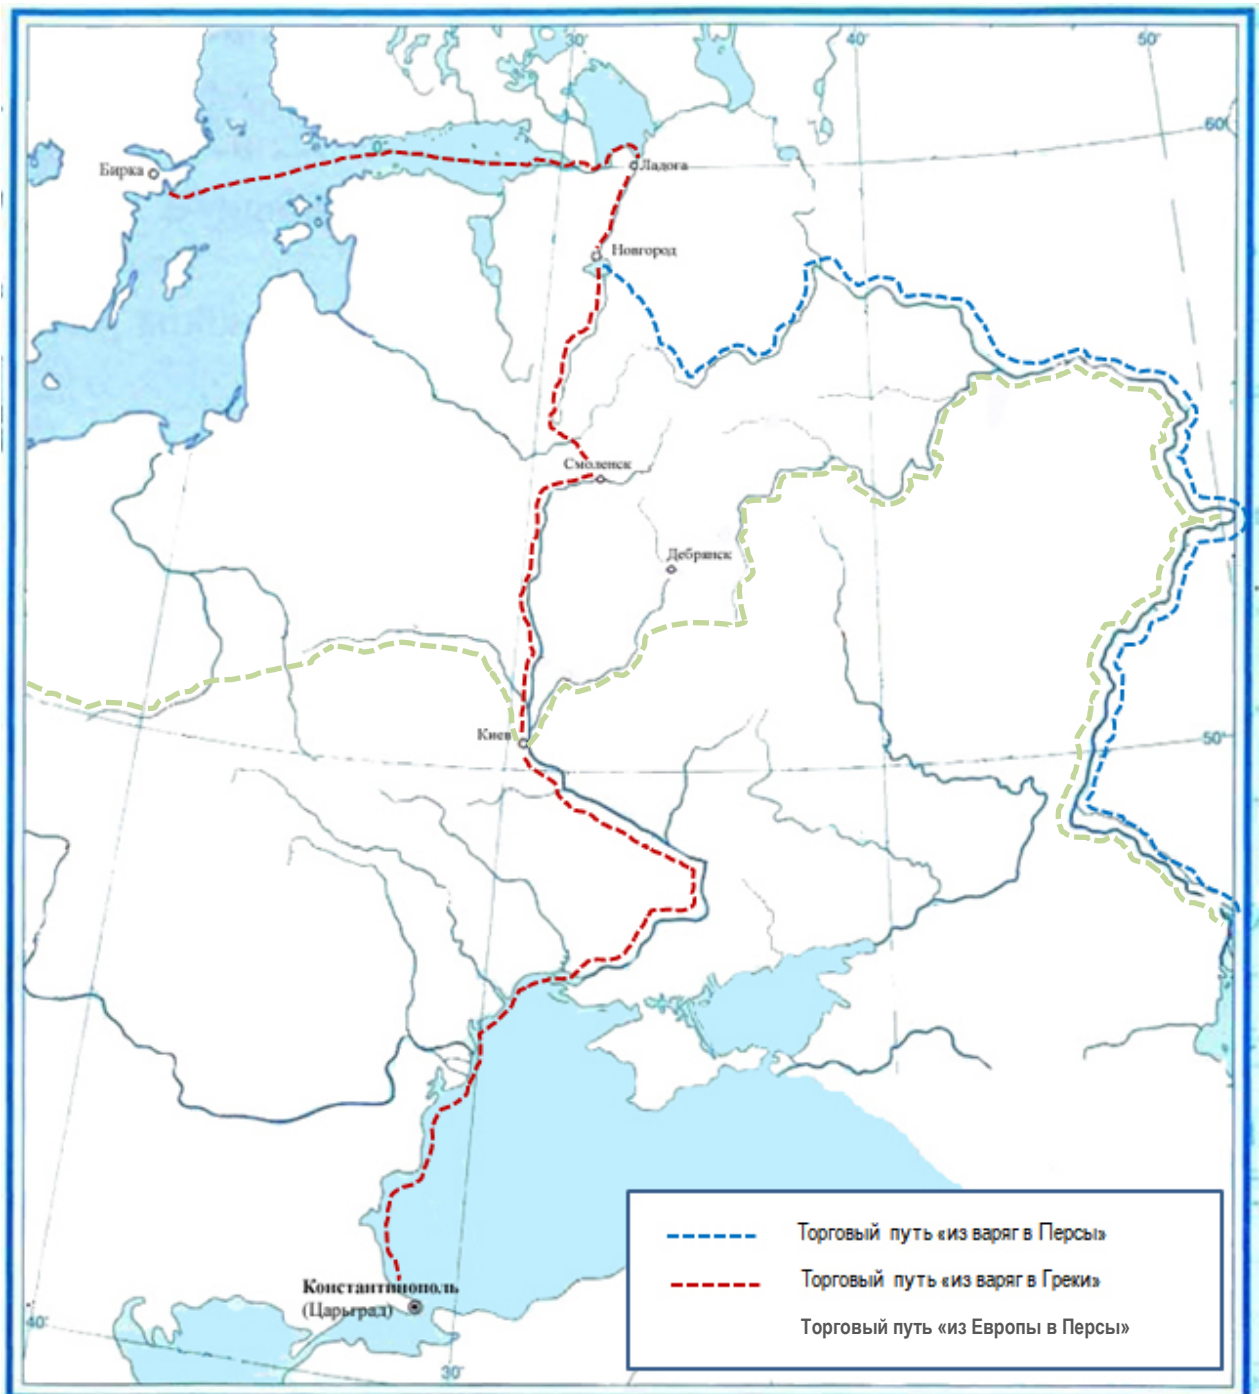 30°
40°
50°
60°
Бирка
Ладога
Новгород
Смоленск
Дебрянск
Киев
50°
Константинополь
(Царьград)
40°
30°
Торговый путь «из варяг в Персы»
Торговый путь «из варяг в Греки»
Торговый путь «из Европы в Персы»